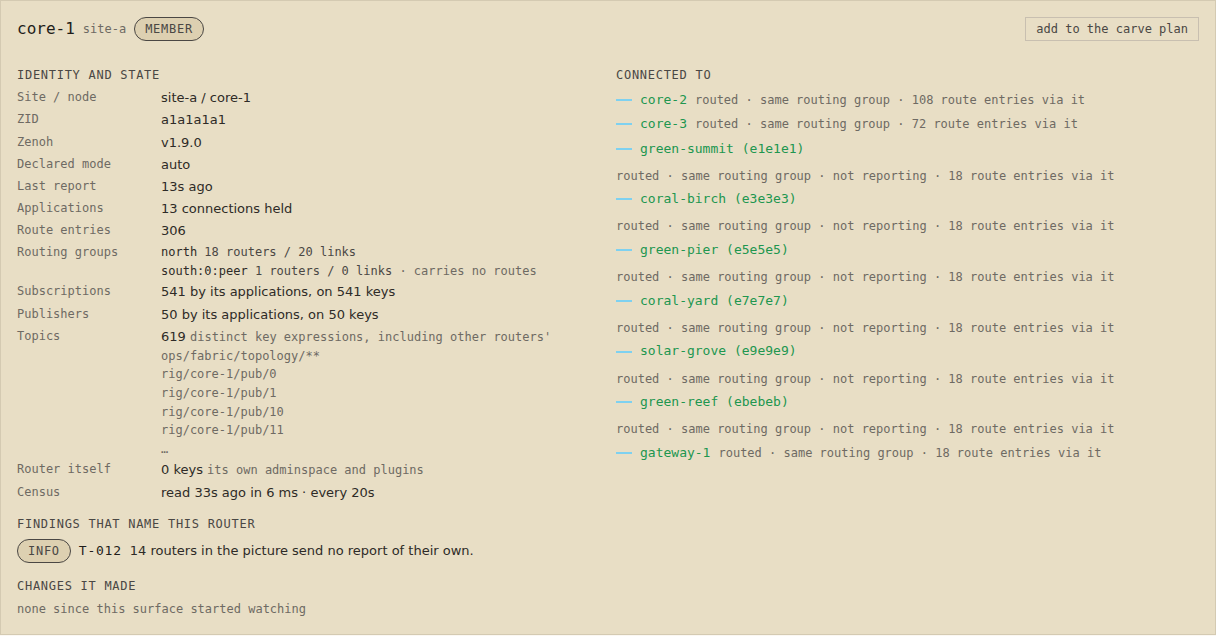 core-1 site-a MEMBER
add to the carve plan
IDENTITY AND STATE
Site / node site-a / core-1
ZID a1a1a1a1
Zenoh v1.9.0
Declared mode auto
Last report 13s ago
Applications 13 connections held
Route entries 306
Routing groups north 18 routers / 20 links
south:0:peer 1 routers / 0 links · carries no routes
Subscriptions 541 by its applications, on 541 keys
Publishers 50 by its applications, on 50 keys
Topics 619 distinct key expressions, including other routers'
ops/fabric/topology/**
rig/core-1/pub/0
rig/core-1/pub/1
rig/core-1/pub/10
rig/core-1/pub/11
…
Router itself 0 keys its own adminspace and plugins
Census read 33s ago in 6 ms · every 20s
FINDINGS THAT NAME THIS ROUTER
INFO T-012 14 routers in the picture send no report of their own.
CHANGES IT MADE
none since this surface started watching
CONNECTED TO
core-2 routed · same routing group · 108 route entries via it
core-3 routed · same routing group · 72 route entries via it
green-summit (e1e1e1)
routed · same routing group · not reporting · 18 route entries via it
coral-birch (e3e3e3)
routed · same routing group · not reporting · 18 route entries via it
green-pier (e5e5e5)
routed · same routing group · not reporting · 18 route entries via it
coral-yard (e7e7e7)
routed · same routing group · not reporting · 18 route entries via it
solar-grove (e9e9e9)
routed · same routing group · not reporting · 18 route entries via it
green-reef (ebebeb)
routed · same routing group · not reporting · 18 route entries via it
gateway-1 routed · same routing group · 18 route entries via it